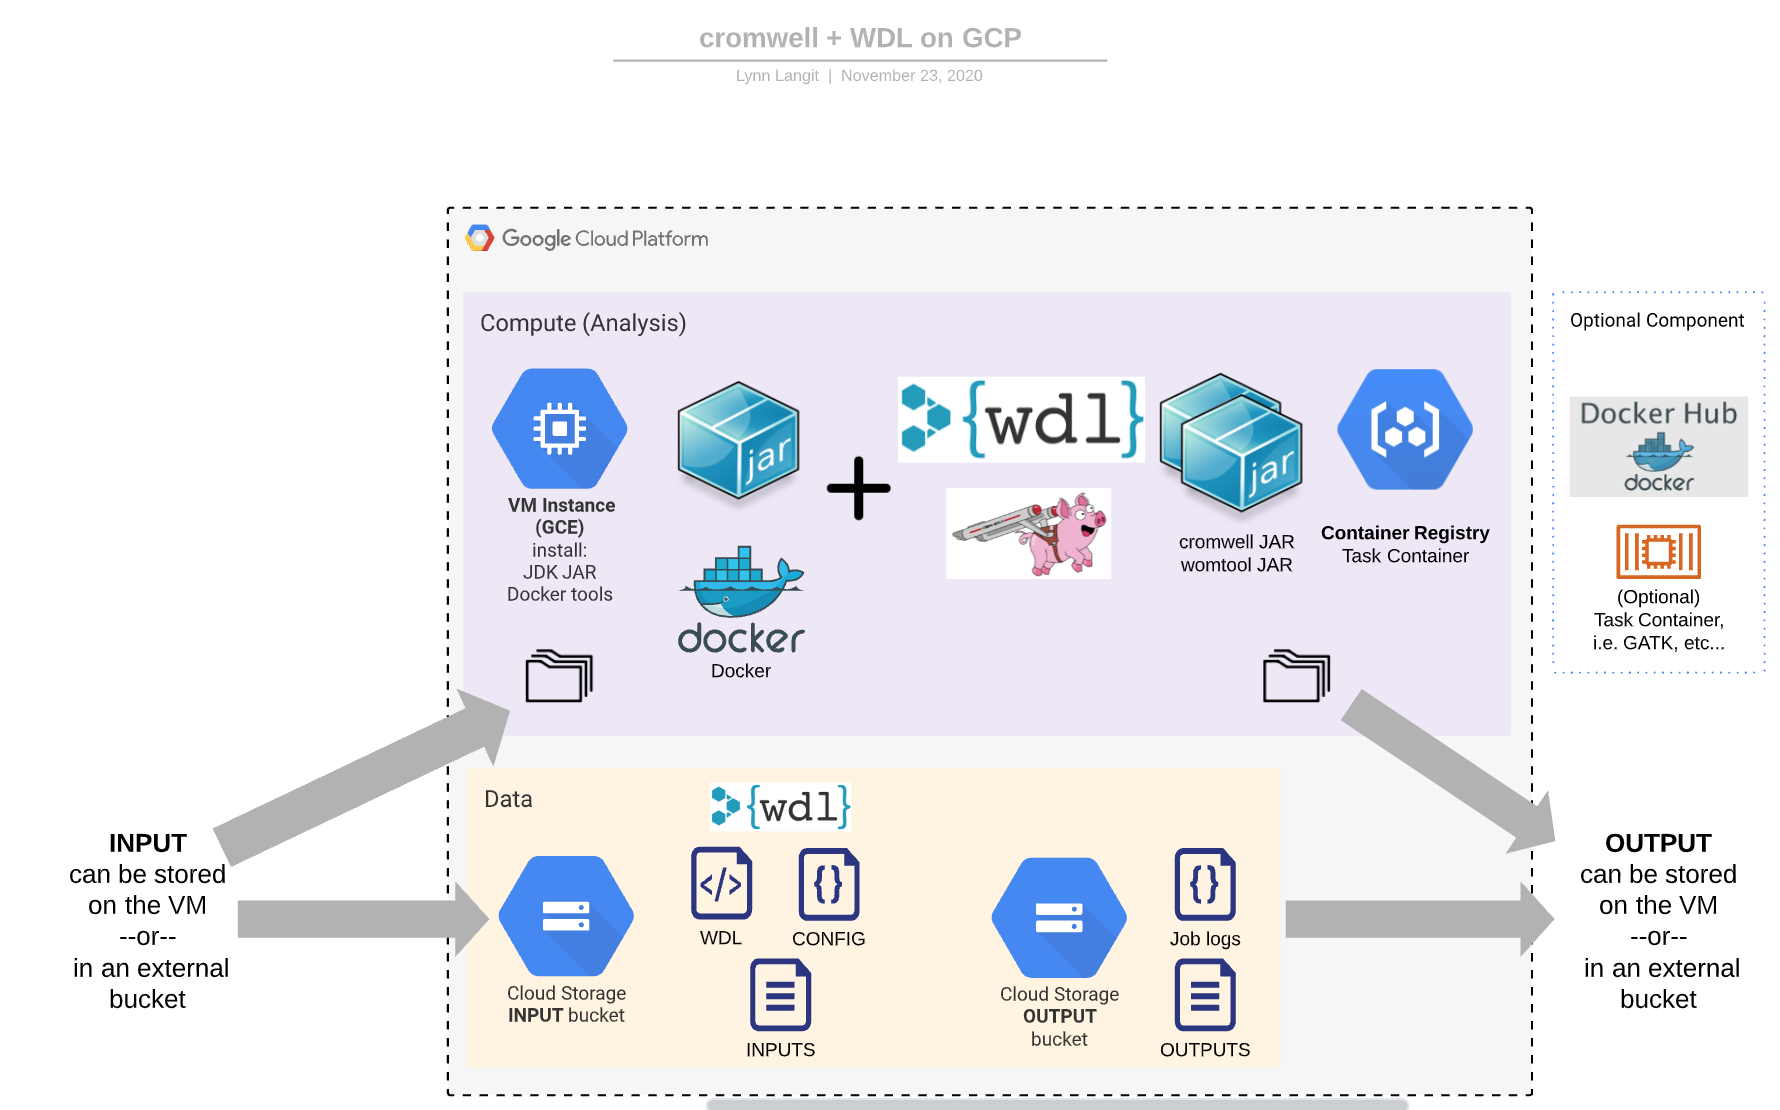 cromwell + WDL on GCP
Lynn Langit | November 23, 2020
Google Cloud Platform
Compute (Analysis)
VM Instance
(GCE)
install:
JDK JAR
Docker tools
jar
docker
Docker
{wdl}
jar
cromwell JAR
womtool JAR
Container Registry
Task Container
Optional Component
Docker Hub
docker
(Optional)
Task Container,
i.e. GATK, etc...
INPUT
can be stored
on the VM
--or--
in an external
bucket
Data
{wdl}
Cloud Storage
INPUT bucket
</>
WDL
{}
CONFIG
INPUTS
Cloud Storage
OUTPUT
bucket
{}
Job logs
OUTPUTS
OUTPUT
can be stored
on the VM
--or--
in an external
bucket